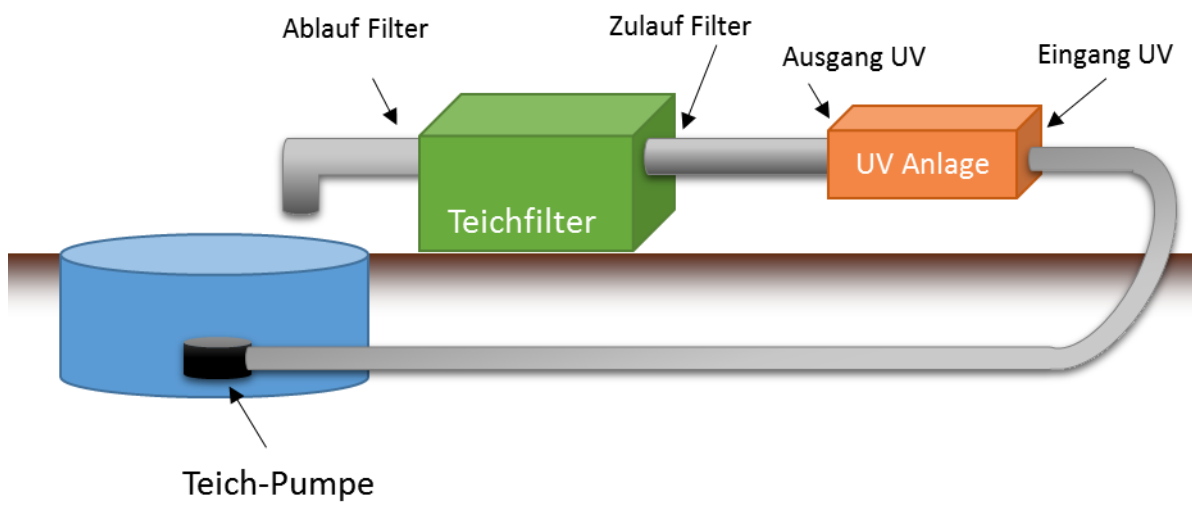 Ablauf Filter
Zulauf Filter
Ausgang UV
Eingang UV
Teichfilter
UV Anlage
Teich-Pumpe